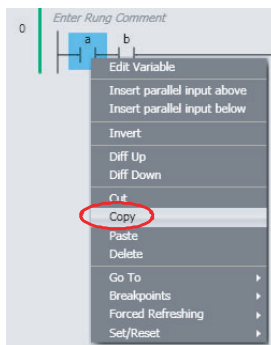 Enter Rung Comment
0
a b
Edit Variable
Insert parallel input above
Insert parallel input below
Invert
Diff Up
Diff Down
Cut
Copy
Paste
Delete
Go To
Breakpoints
Forced Refreshing
Set/Reset